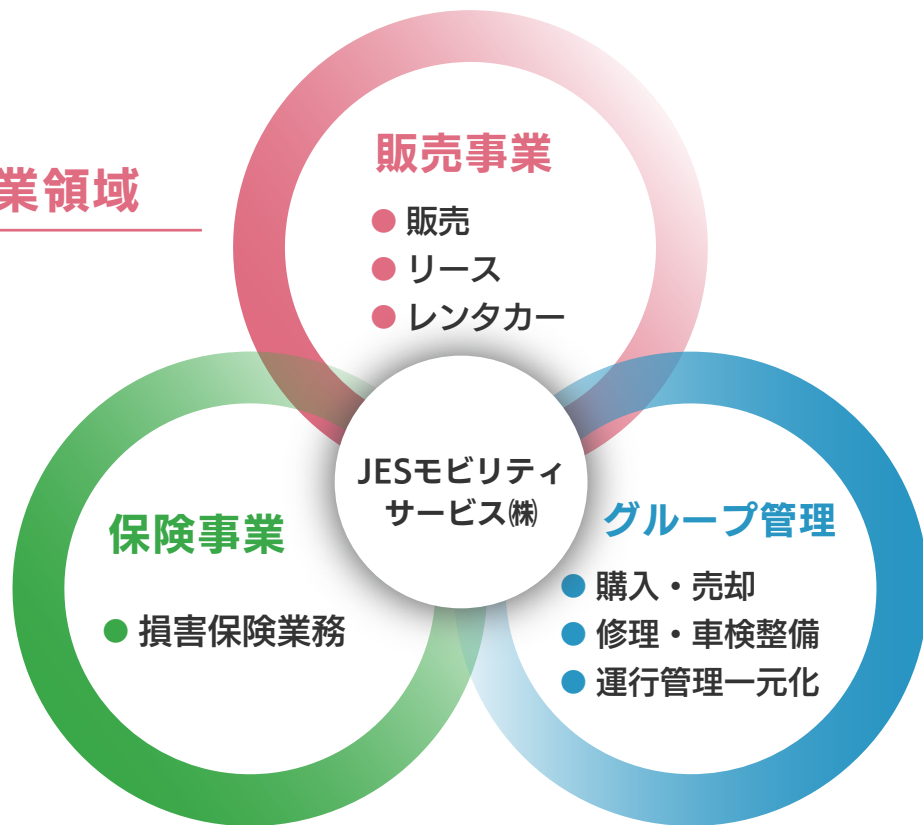 業領域
販売事業
● 販売
● リース
● レンタカー
JESモビリティ
サービス㈱
保険事業
● 損害保険業務
グループ管理
● 購入・売却
● 修理・車検整備
● 運行管理一元化